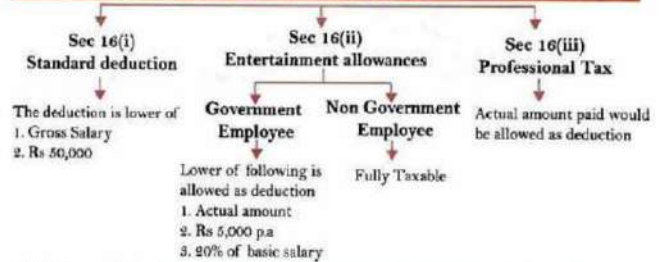 Sec 16(i)
Standard deduction
The deduction is lower of
1. Gross Salary
2. Rs 50,000
Sec 16(ii)
Entertainment allowances
Government
Employee
Lower of following is
allowed as deduction
1. Actual amount
2. Rs 5,000 p.a
3. 20% of basic salary
Non Government
Employee
Fully Taxable
Sec 16(iii)
Professional Tax
Actual amount paid would
be allowed as deduction